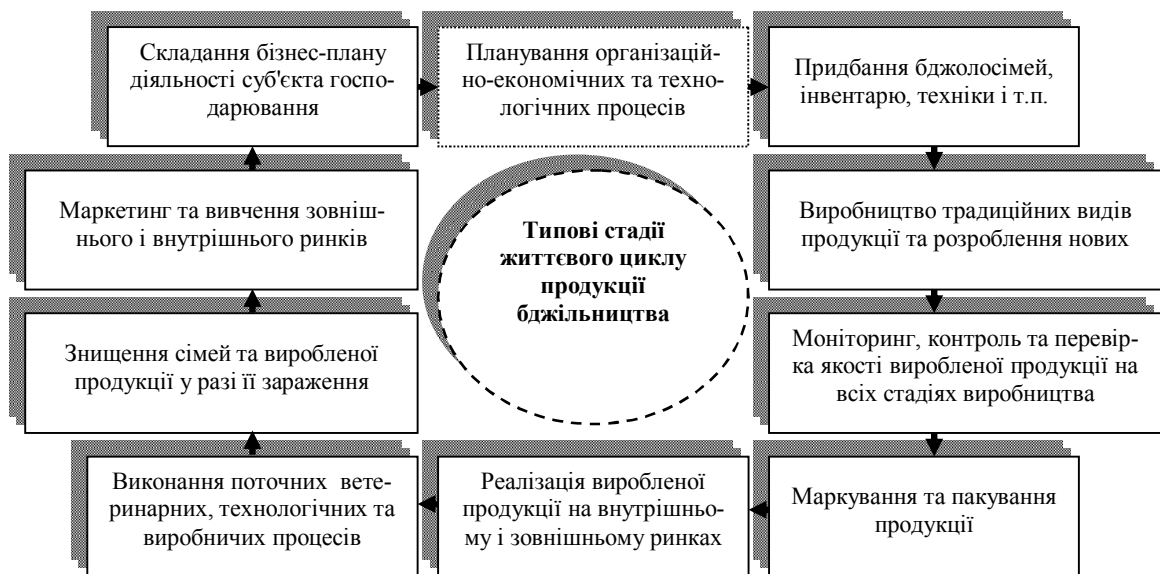 Складання бізнес-плану
діяльності суб'єкта госпо-
дарювання
Планування організацій-
но-економічних та техно-
логічних процесів
Придбання бджолосімей,
інвентарю, техніки і т.п.
Маркетинг та вивчення зовніш-
нього і внутрішнього ринків
Типові стадії
життєвого циклу
продукції
бджільництва
Виробництво традиційних видів
продукції та розроблення нових
Знищення сімей та виробленої
продукції у разі її зараження
Моніторинг, контроль та перевір-
ка якості виробленої продукції на
всіх стадіях виробництва
Виконання поточних вете-
ринарних, технологічних та
виробничих процесів
Реалізація виробленої
продукції на внутрішньо-
му і зовнішньому ринках
Маркування та пакування
продукції